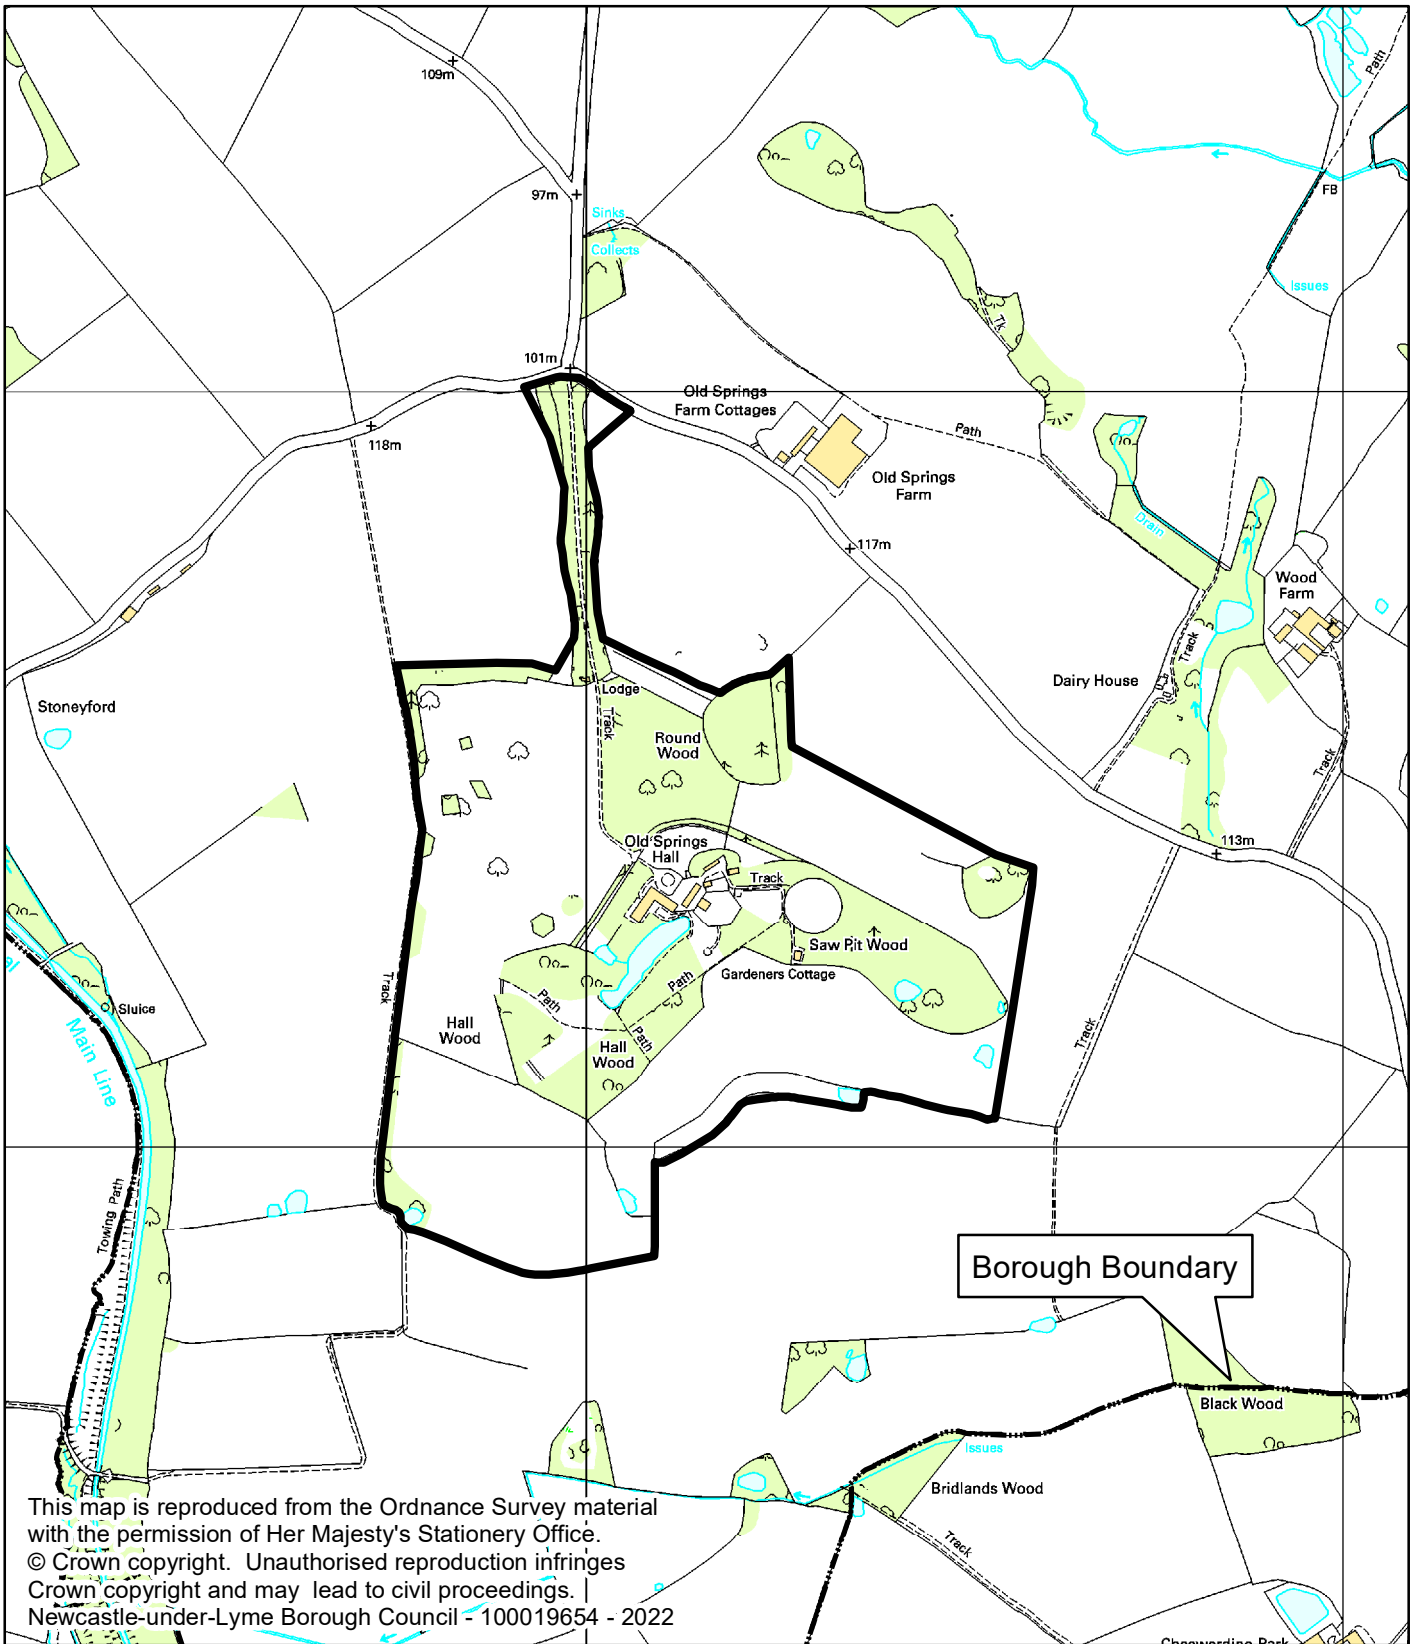 109m
Path
97m
FB
Sinks
Collects
Issues
Tk
101m
Old Springs
Farm Cottages
118m
Path
Old Springs
Farm
Drain
117m
Wood
Farm
Track
Dairy House
Lodge
Stoneyford
Track
Round
Wood
Track
113m
Old Springs
Hall
Track
Saw Pit Wood
Gardeners Cottage
Path
Track
Path
Sluice
Hall
Wood
Path
Hall
Wood
Main Line
Track
Towing Path
Borough Boundary
Black Wood
Issues
Bridlands Wood
Track
This map is reproduced from the Ordnance Survey material
with the permission of Her Majesty's Stationery Office.
© Crown copyright.  Unauthorised reproduction infringes
Crown copyright and may  lead to civil proceedings.
Newcastle-under-Lyme Borough Council - 100019654 - 2022